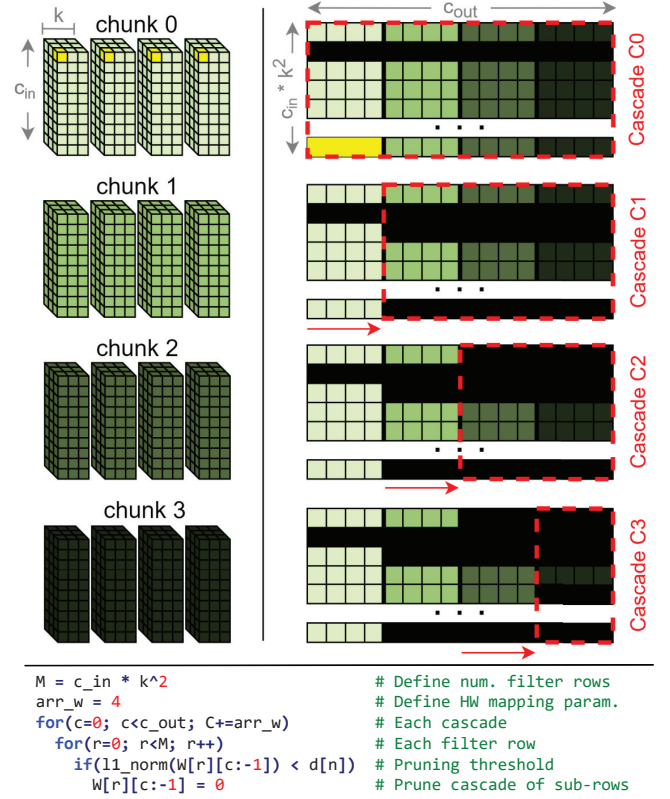 k
chunk 0
c_in
chunk 1
chunk 2
chunk 3
c_out
c_in * k^2
. . .
Cascade C0
. . .
Cascade C1
. . .
Cascade C2
. . .
Cascade C3
M = c_in * k^2 # Define num. filter rows
arr_w = 4 # Define HW mapping param.
for(c=0; c<c_out; C+=arr_w) # Each cascade
for(r=0; r<M; r++) # Each filter row
if(l1_norm(W[r][c:-1]) < d[n]) # Pruning threshold
W[r][c:-1] = 0 # Prune cascade of sub-rows